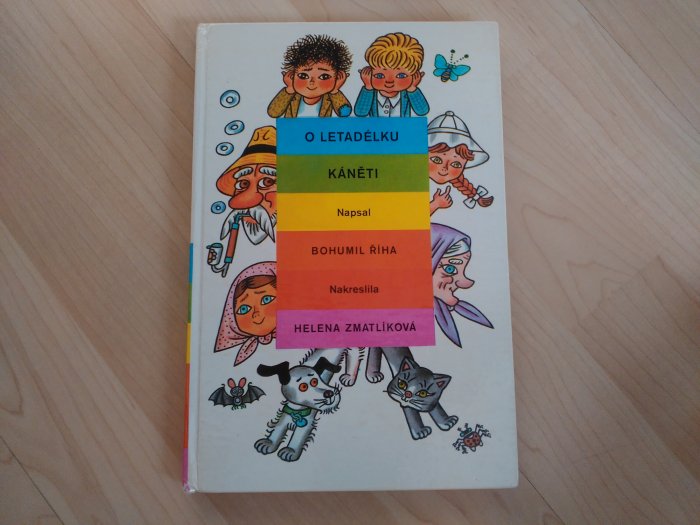 O LETADÉLKU
KÁNĚTI
Napsal
BOHUMIL ŘÍHA
Nakreslila
HELENA ZMATLÍKOVÁ